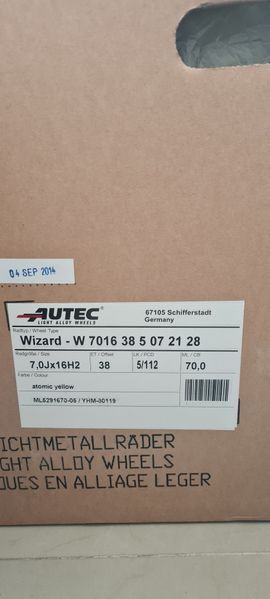 04 SEP 2014
AUTEC
LIGHT ALLOY WHEELS
67105 Schifferstadt
Germany
Radtyp / Wheel Type
Wizard - W 7016 38 5 07 21 28
Radgröße / Size ET / Offset LK / PCD ML / CB
7,0Jx16H2 38 5/112 70,0
Farbe / Colour
atomic yellow
ML5291670-05 / YHM-00119
ICHTMETALLRÄDER
GHT ALLOY WHEELS
OUES EN ALLIAGE LEGER